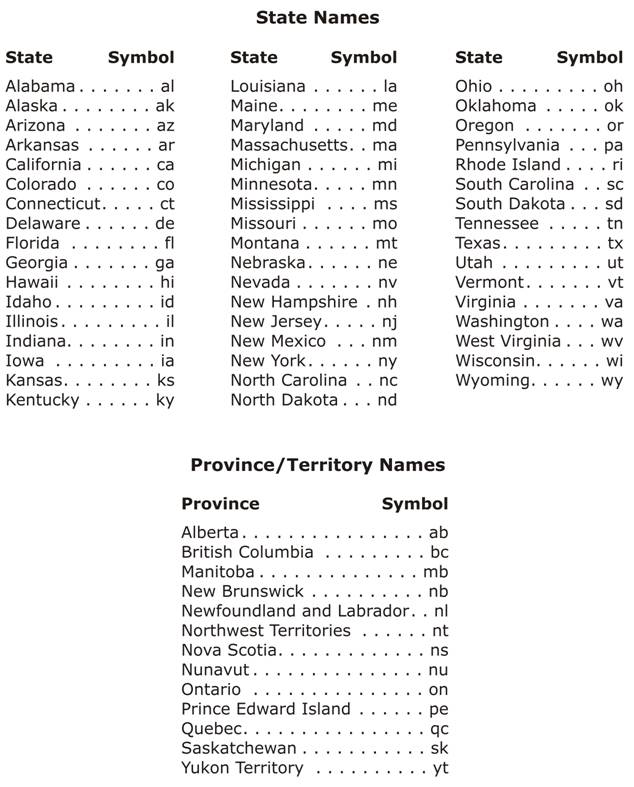 State Names
State Symbol
Alabama . . . . . . . al
Alaska . . . . . . . . ak
Arizona . . . . . . . az
Arkansas . . . . . . ar
California . . . . . . ca
Colorado . . . . . . co
Connecticut. . . . . ct
Delaware . . . . . . de
Florida . . . . . . . . fl
Georgia . . . . . . . ga
Hawaii . . . . . . . . hi
Idaho . . . . . . . . . id
Illinois . . . . . . . . . il
Indiana. . . . . . . . in
Iowa . . . . . . . . . ia
Kansas. . . . . . . . ks
Kentucky . . . . . . ky
State Symbol
Louisiana . . . . . . la
Maine. . . . . . . . me
Maryland . . . . . md
Massachusetts. . ma
Michigan . . . . . . mi
Minnesota. . . . . mn
Mississippi . . . . ms
Missouri . . . . . . mo
Montana . . . . . . mt
Nebraska. . . . . . ne
Nevada . . . . . . . nv
New Hampshire . nh
New Jersey. . . . . nj
New Mexico . . . nm
New York. . . . . . ny
North Carolina . . nc
North Dakota . . . nd
State Symbol
Ohio . . . . . . . . . oh
Oklahoma . . . . . ok
Oregon . . . . . . . or
Pennsylvania . . . pa
Rhode Island . . . . ri
South Carolina . . sc
South Dakota . . . sd
Tennessee . . . . . tn
Texas. . . . . . . . . tx
Utah . . . . . . . . . ut
Vermont. . . . . . . vt
Virginia . . . . . . . va
Washington . . . . wa
West Virginia . . . wv
Wisconsin. . . . . . wi
Wyoming. . . . . . wy
Province/Territory Names
Province Symbol
Alberta. . . . . . . . . . . . . . . . ab
British Columbia . . . . . . . . . bc
Manitoba . . . . . . . . . . . . . . mb
New Brunswick . . . . . . . . . . nb
Newfoundland and Labrador. . nl
Northwest Territories . . . . . . nt
Nova Scotia. . . . . . . . . . . . . ns
Nunavut . . . . . . . . . . . . . . . nu
Ontario . . . . . . . . . . . . . . . on
Prince Edward Island . . . . . . pe
Quebec. . . . . . . . . . . . . . . . qc
Saskatchewan . . . . . . . . . . . sk
Yukon Territory . . . . . . . . . . yt